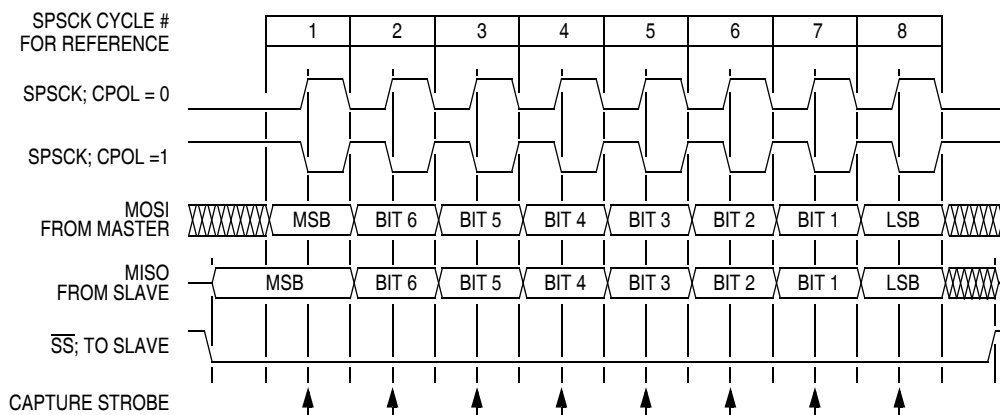 SPSCK CYCLE #
FOR REFERENCE
1 2 3 4 5 6 7 8
SPSCK; CPOL = 0
SPSCK; CPOL =1
MOSI
FROM MASTER
MSB BIT 6 BIT 5 BIT 4 BIT 3 BIT 2 BIT 1 LSB
MISO
FROM SLAVE
MSB BIT 6 BIT 5 BIT 4 BIT 3 BIT 2 BIT 1 LSB
S̅S̅; TO SLAVE
CAPTURE STROBE